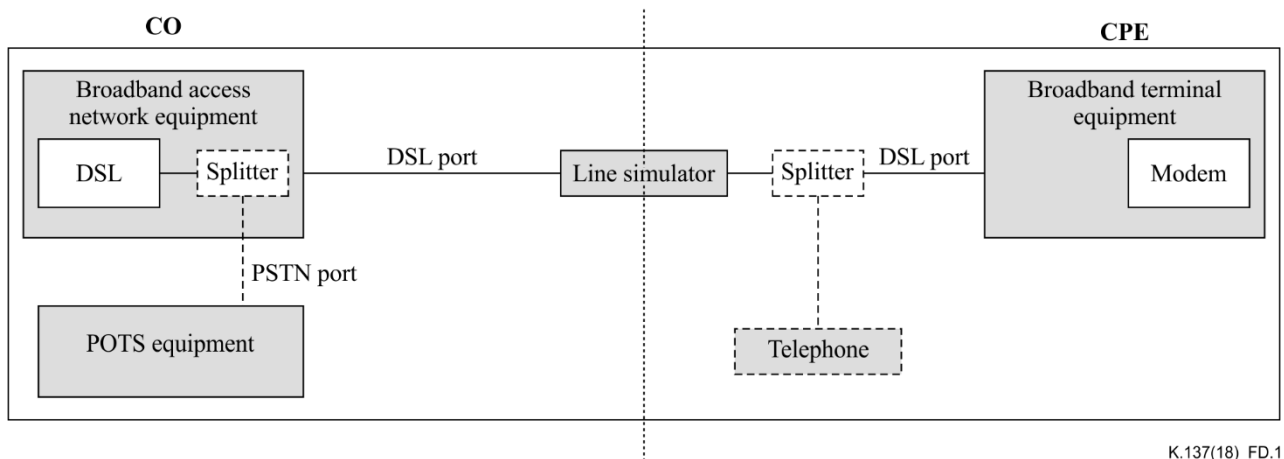 CO
CPE
Broadband access
network equipment
DSL
Splitter
DSL port
Line simulator
Splitter
DSL port
Broadband terminal
equipment
Modem
PSTN port
POTS equipment
Telephone
K.137(18)_FD.1